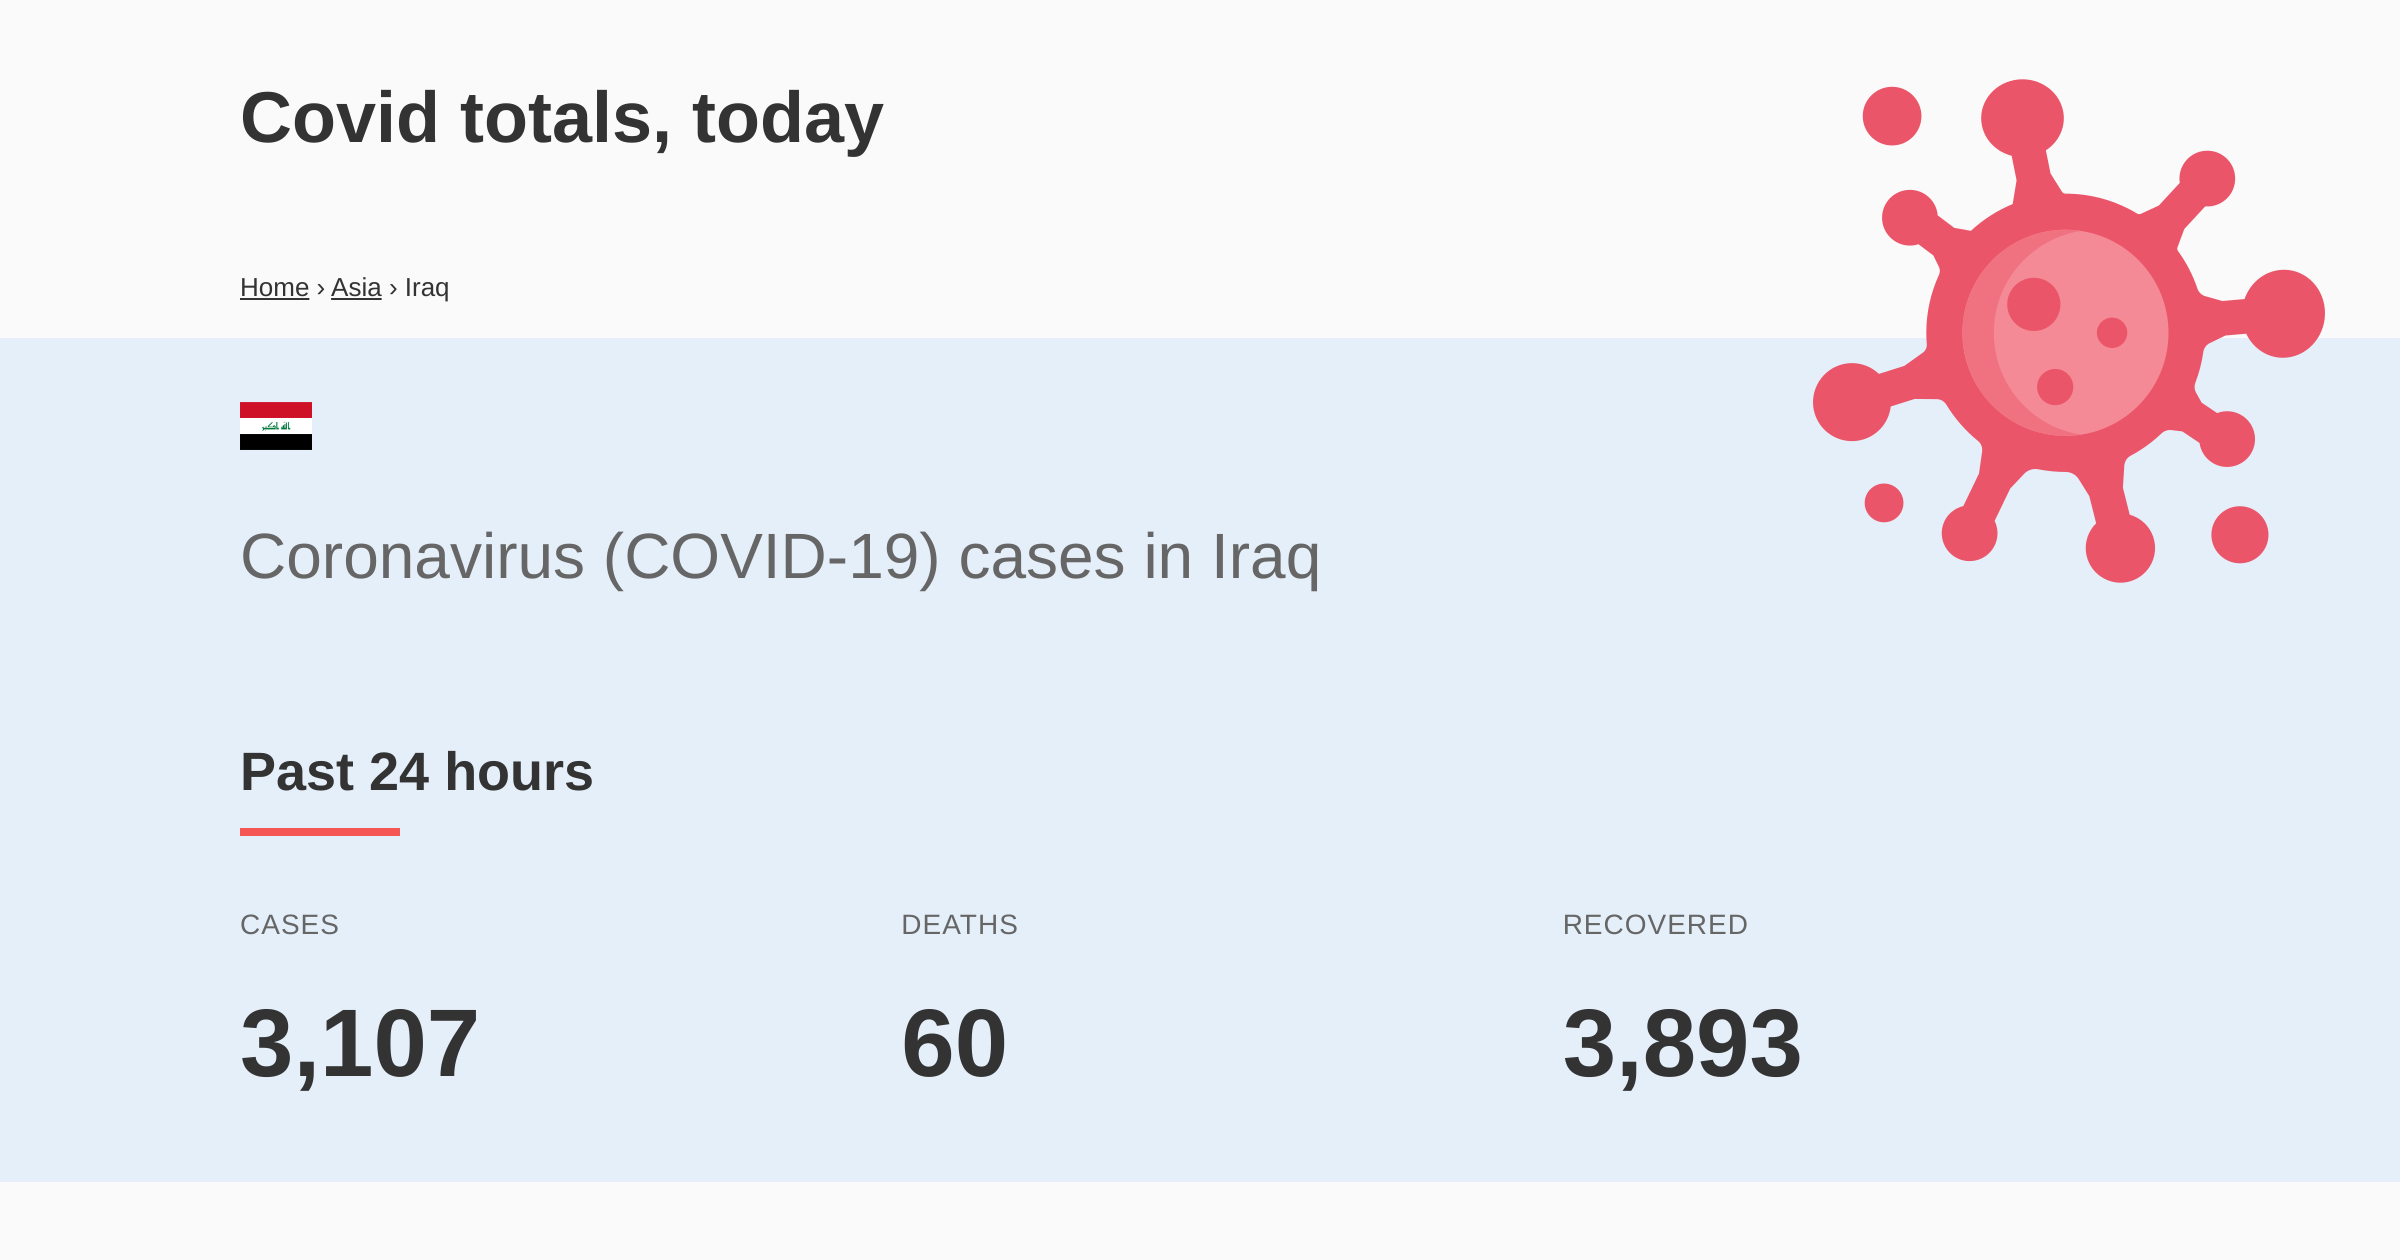 Covid totals, today
Home › Asia › Iraq
Coronavirus (COVID-19) cases in Iraq
Past 24 hours
CASES DEATHS RECOVERED
3,107 60 3,893